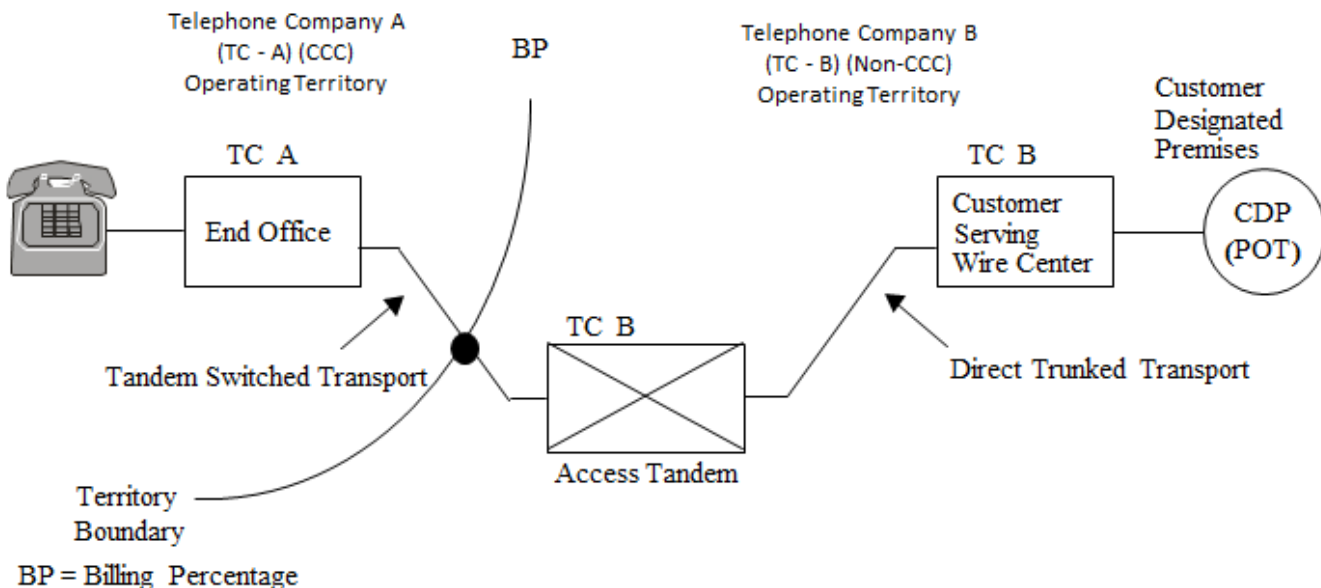 Telephone Company A
(TC - A) (CCC)
Operating Territory
BP
Telephone Company B
(TC - B) (Non-CCC)
Operating Territory
Customer
Designated
Premises
TC A
End Office
TC B
Customer
Serving
Wire Center
CDP
(POT)
TC B
Tandem Switched Transport
Direct Trunked Transport
Access Tandem
Territory
Boundary
BP = Billing Percentage